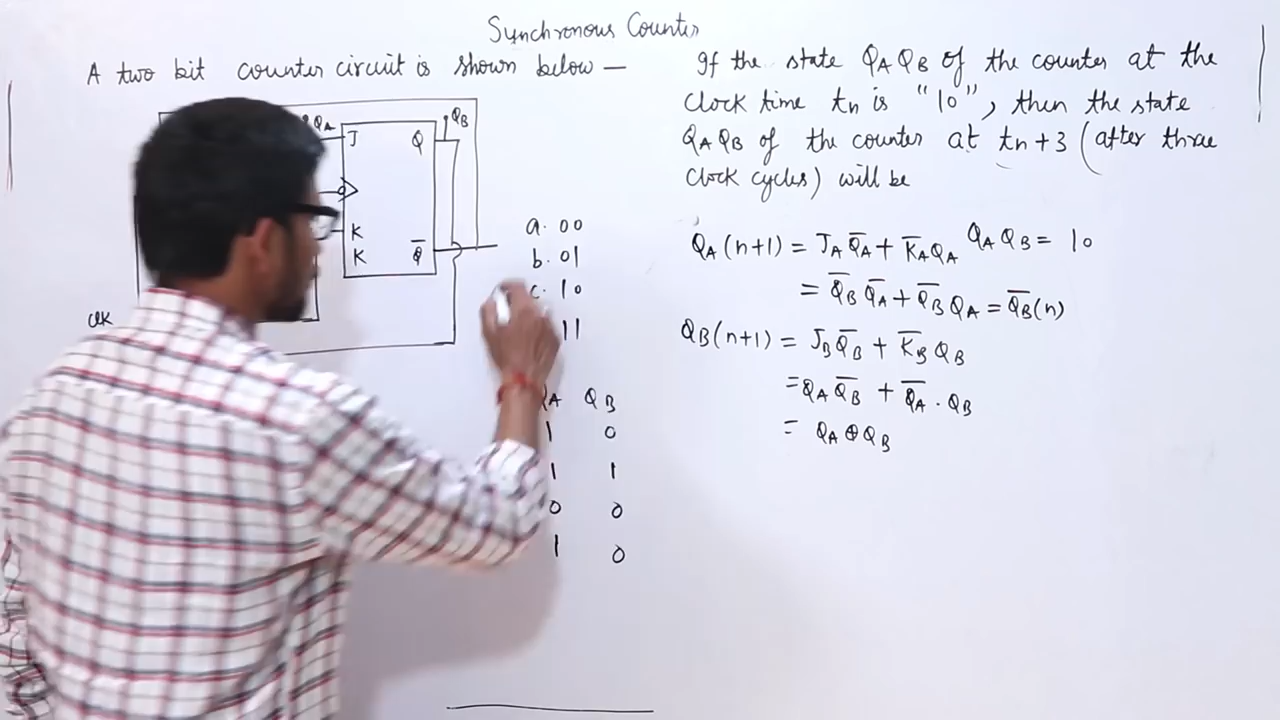 Synchronous Counter
A two bit counter circuit is shown below —
QA
J
Q
QB
K
K
Q̅
clk
a. 00
b. 01
c. 10
11
QA QB
1 0
1 1
0 0
1 0
If the state QA QB of the counter at the
clock time tn is "10", then the state
QA QB of the counter at tn+3 (after three
clock cycles) will be
QA(n+1) = JA Q̅A + K̅A QA QA QB = 10
= Q̅B Q̅A + Q̅B QA = Q̅B(n)
QB(n+1) = JB Q̅B + K̅B QB
= QA Q̅B + Q̅A . QB
= QA ⊕ QB